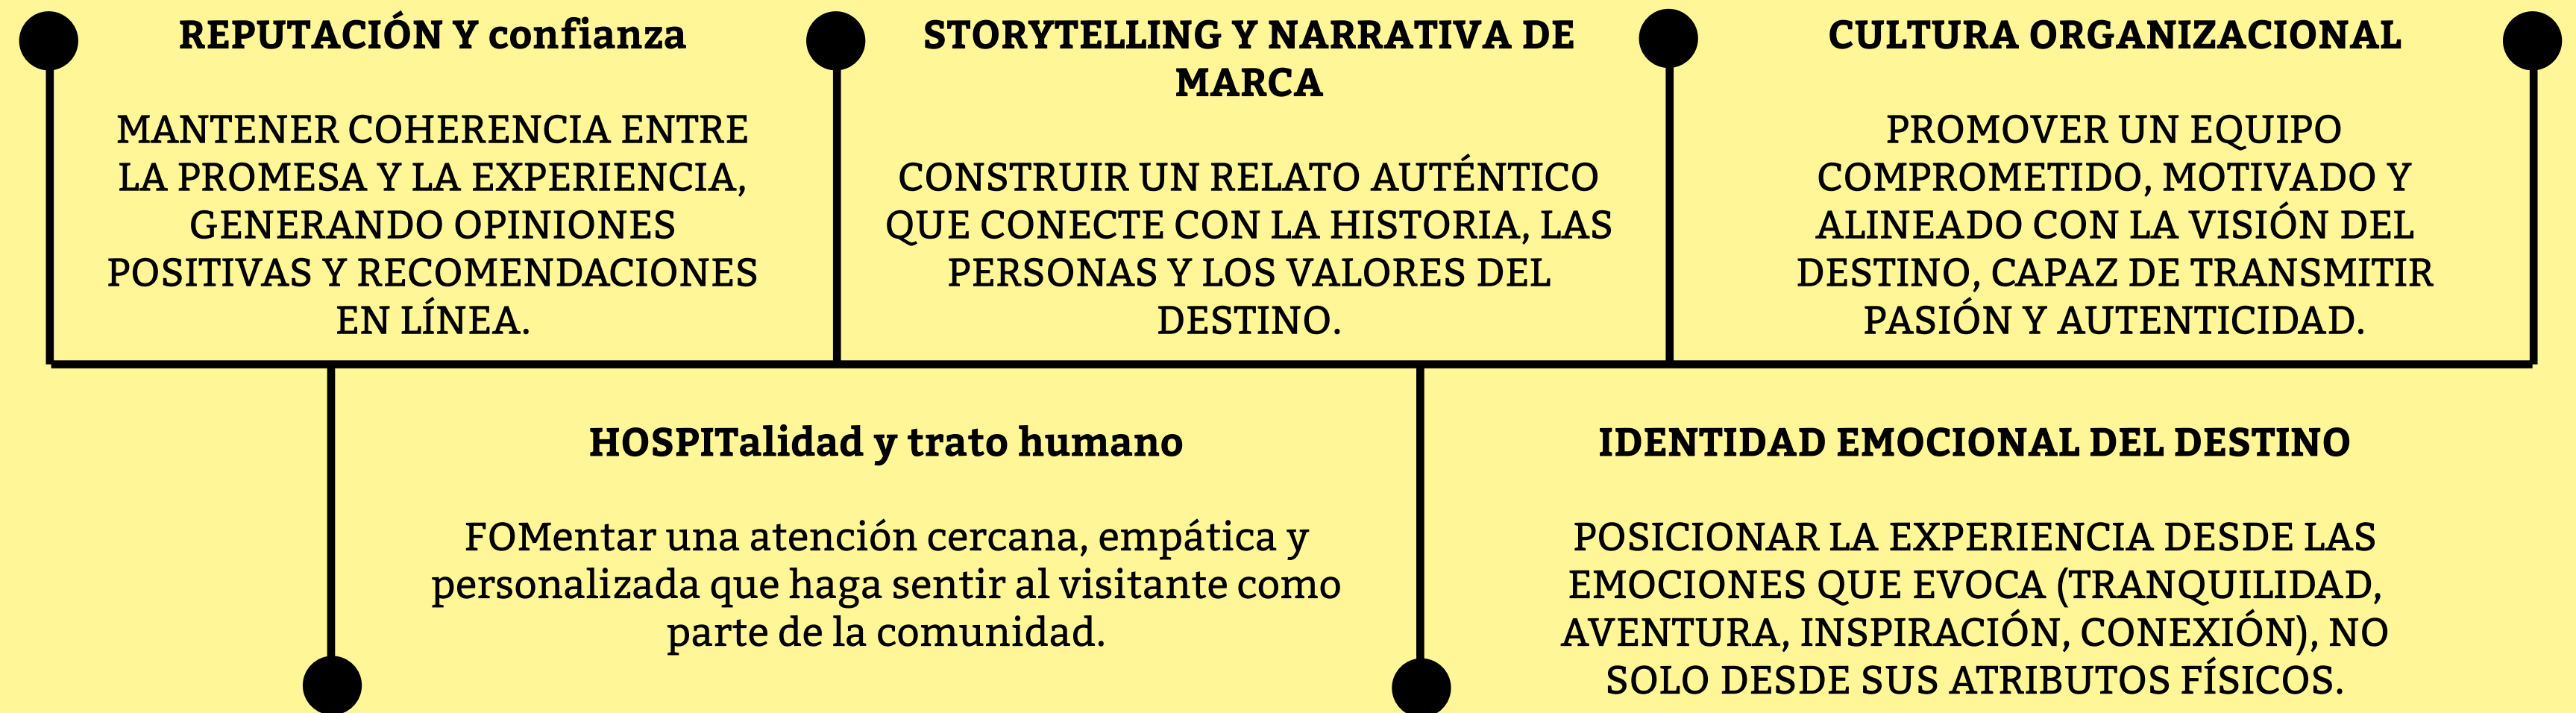 REPUTACIÓN Y confianza
MANTENER COHERENCIA ENTRE
LA PROMESA Y LA EXPERIENCIA,
GENERANDO OPINIONES
POSITIVAS Y RECOMENDACIONES
EN LÍNEA.
STORYTELLING Y NARRATIVA DE
MARCA
CONSTRUIR UN RELATO AUTÉNTICO
QUE CONECTE CON LA HISTORIA, LAS
PERSONAS Y LOS VALORES DEL
DESTINO.
CULTURA ORGANIZACIONAL
PROMOVER UN EQUIPO
COMPROMETIDO, MOTIVADO Y
ALINEADO CON LA VISIÓN DEL
DESTINO, CAPAZ DE TRANSMITIR
PASIÓN Y AUTENTICIDAD.
HOSPITalidad y trato humano
FOMentar una atención cercana, empática y
personalizada que haga sentir al visitante como
parte de la comunidad.
IDENTIDAD EMOCIONAL DEL DESTINO
POSICIONAR LA EXPERIENCIA DESDE LAS
EMOCIONES QUE EVOCA (TRANQUILIDAD,
AVENTURA, INSPIRACIÓN, CONEXIÓN), NO
SOLO DESDE SUS ATRIBUTOS FÍSICOS.